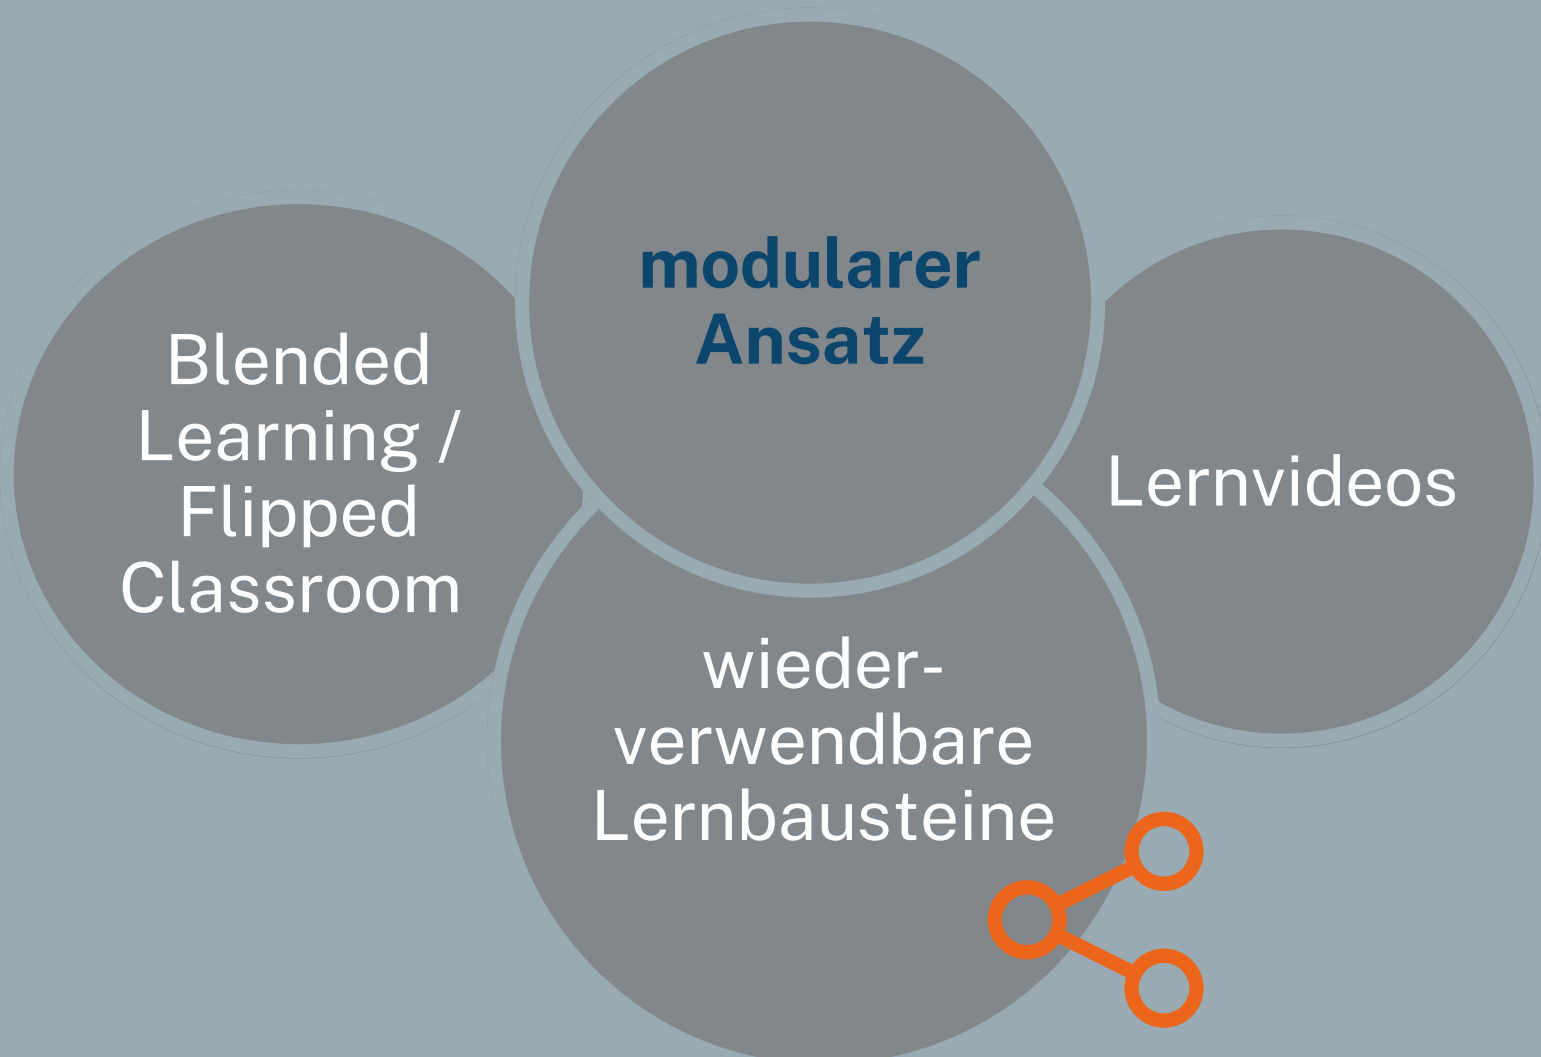 modularer
Ansatz
Blended
Learning /
Flipped
Classroom
Lernvideos
wieder-
verwendbare
Lernbausteine